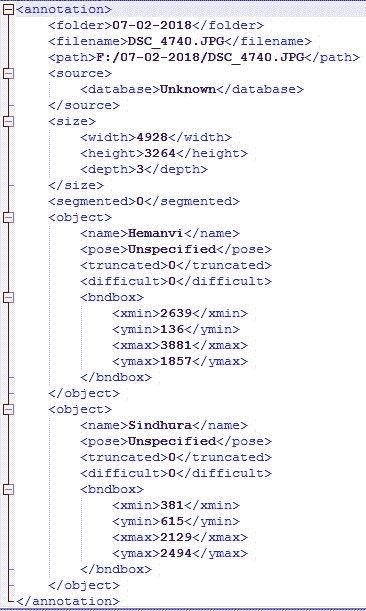 <annotation>
<folder>07-02-2018</folder>
<filename>DSC_4740.JPG</filename>
<path>F:/07-02-2018/DSC_4740.JPG</path>
<source>
<database>Unknown</database>
</source>
<size>
<width>4928</width>
<height>3264</height>
<depth>3</depth>
</size>
<segmented>0</segmented>
<object>
<name>Hemanvi</name>
<pose>Unspecified</pose>
<truncated>0</truncated>
<difficult>0</difficult>
<bndbox>
<xmin>2639</xmin>
<ymin>136</ymin>
<xmax>3881</xmax>
<ymax>1857</ymax>
</bndbox>
</object>
<object>
<name>Sindhura</name>
<pose>Unspecified</pose>
<truncated>0</truncated>
<difficult>0</difficult>
<bndbox>
<xmin>381</xmin>
<ymin>615</ymin>
<xmax>2129</xmax>
<ymax>2494</ymax>
</bndbox>
</object>
</annotation>